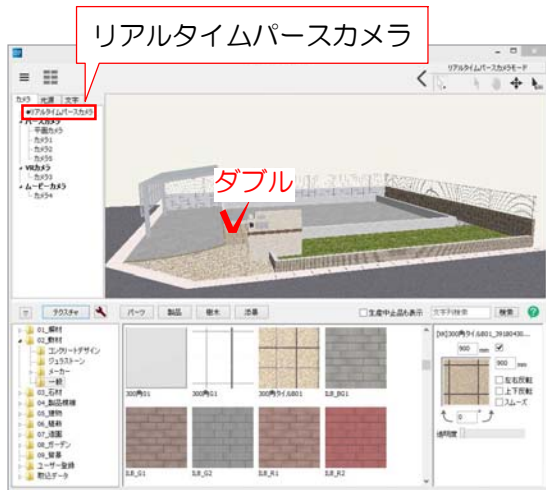 リアルタイムパースカメラ
リアルタイムパースカメラモード
カメラ 光源 文字
リアルタイムパースカメラ
パースカメラ
平面カメラ
カメラ1
カメラ2
カメラ5
VRカメラ
カメラ3
ムービーカメラ
カメラ4
ダブル
テクスチャ パーツ 製品 樹木 添景 生産中止品も表示 文字列検索 検索
01_瓦材
02_敷材
コンクリートデザイン
ジュラストーン
メーカー
一般
03_石材
04_製品模様
05_建物
06_植栽
07_造園
08_ガーデン
09_背景
ユーザー登録
取込データ
300角01 300角G1 300角タイル801 ILB_BG1
ILB_G1 ILB_G2 ILB_R1 ILB_R2
900 mm
900 mm
左右反転
上下反転
スムーズ
0
透明度